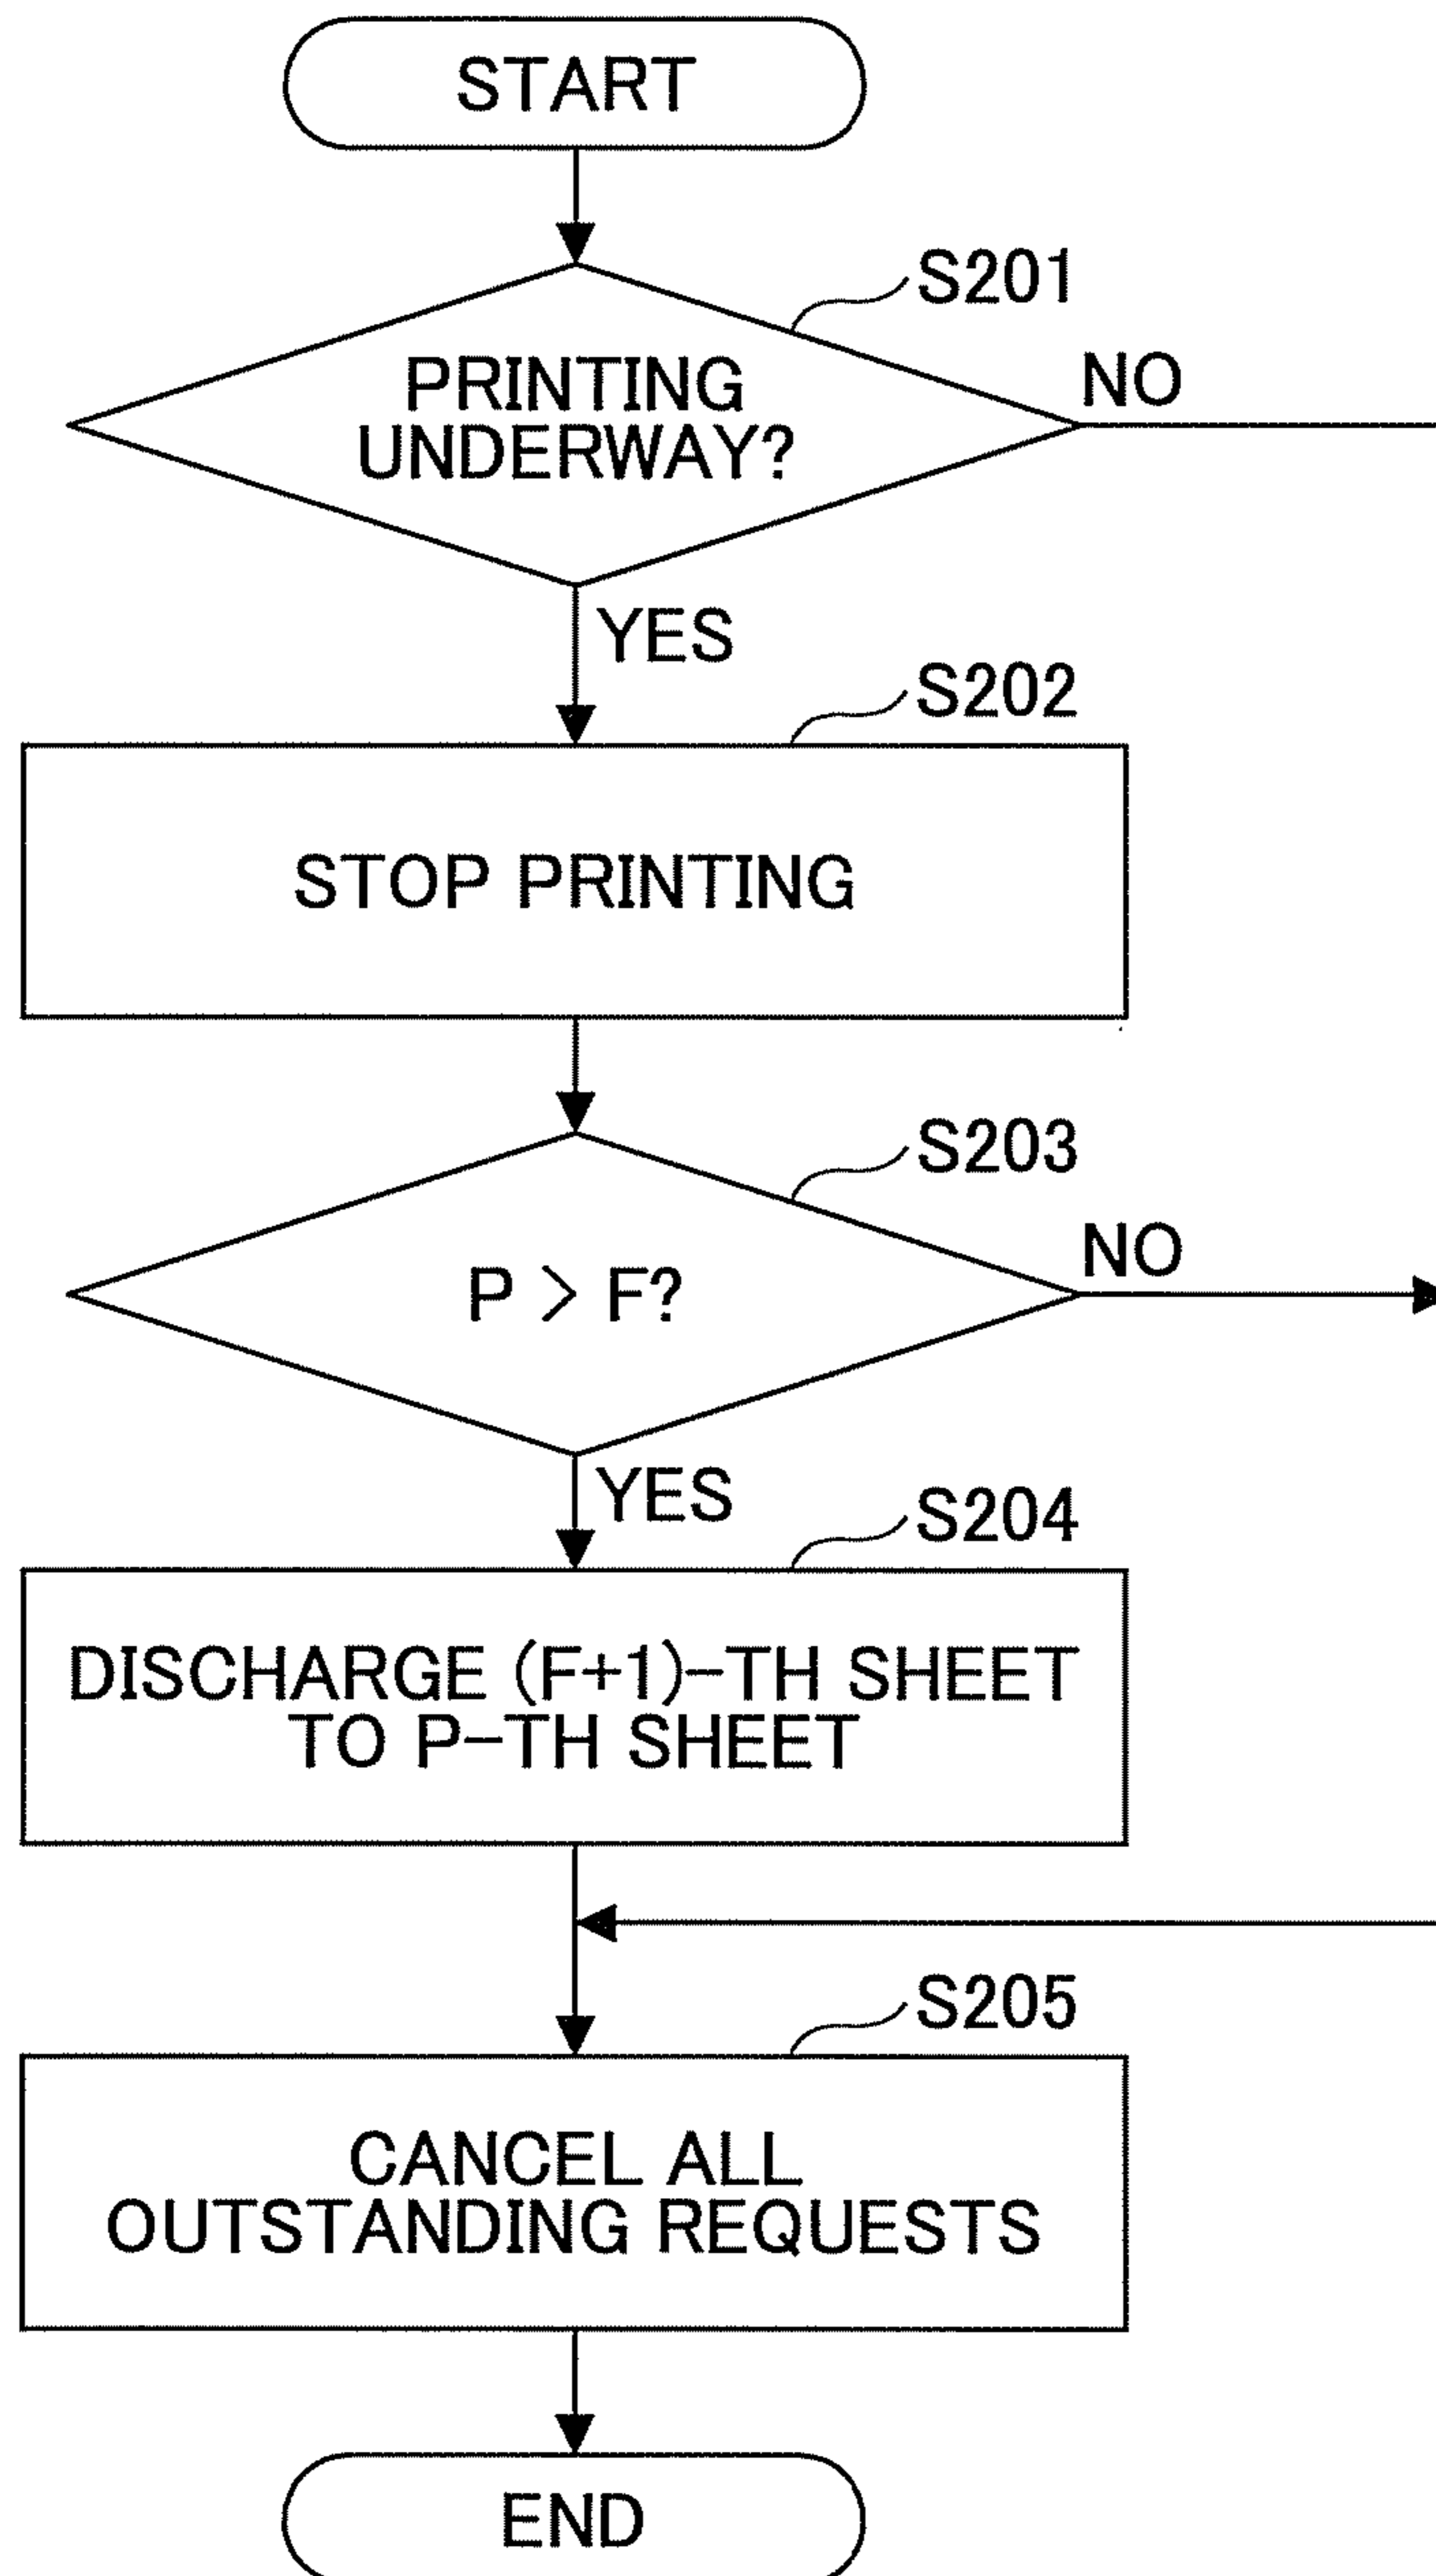 START
S201
PRINTING
UNDERWAY?
NO
YES
S202
STOP PRINTING
S203
P > F?
NO
YES
S204
DISCHARGE (F+1)-TH SHEET
TO P-TH SHEET
S205
CANCEL ALL
OUTSTANDING REQUESTS
END